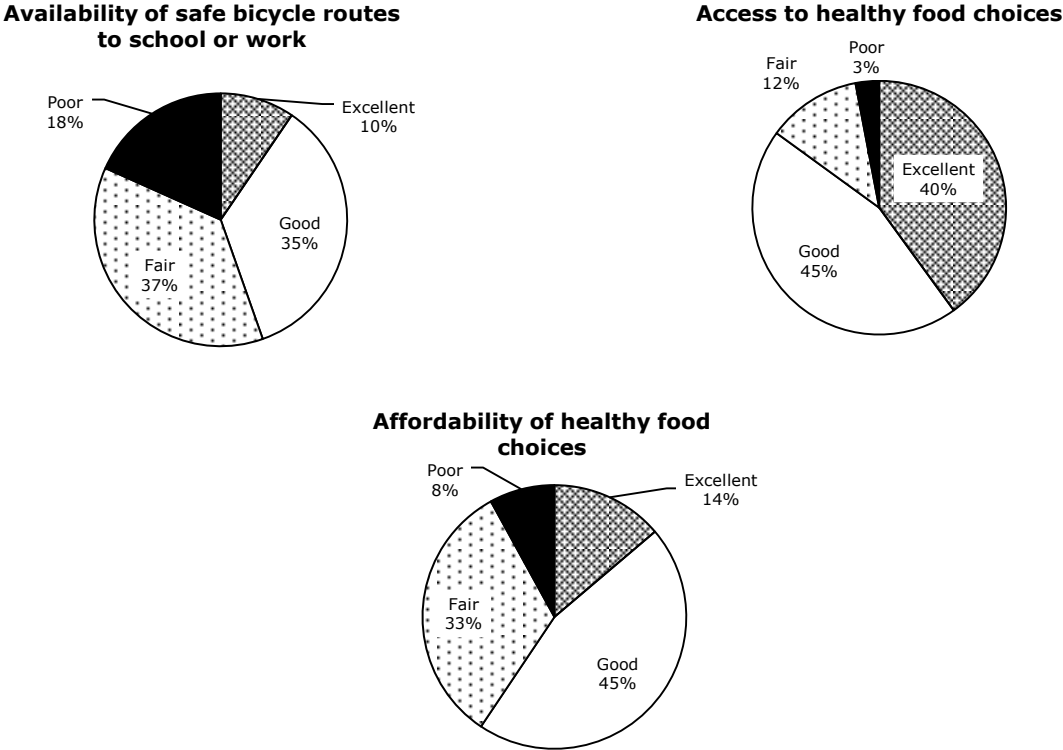 Availability of safe bicycle routes
to school or work
Poor
18%
Excellent
10%
Good
35%
Fair
37%
Access to healthy food choices
Poor
3%
Fair
12%
Excellent
40%
Good
45%
Affordability of healthy food
choices
Poor
8%
Excellent
14%
Fair
33%
Good
45%